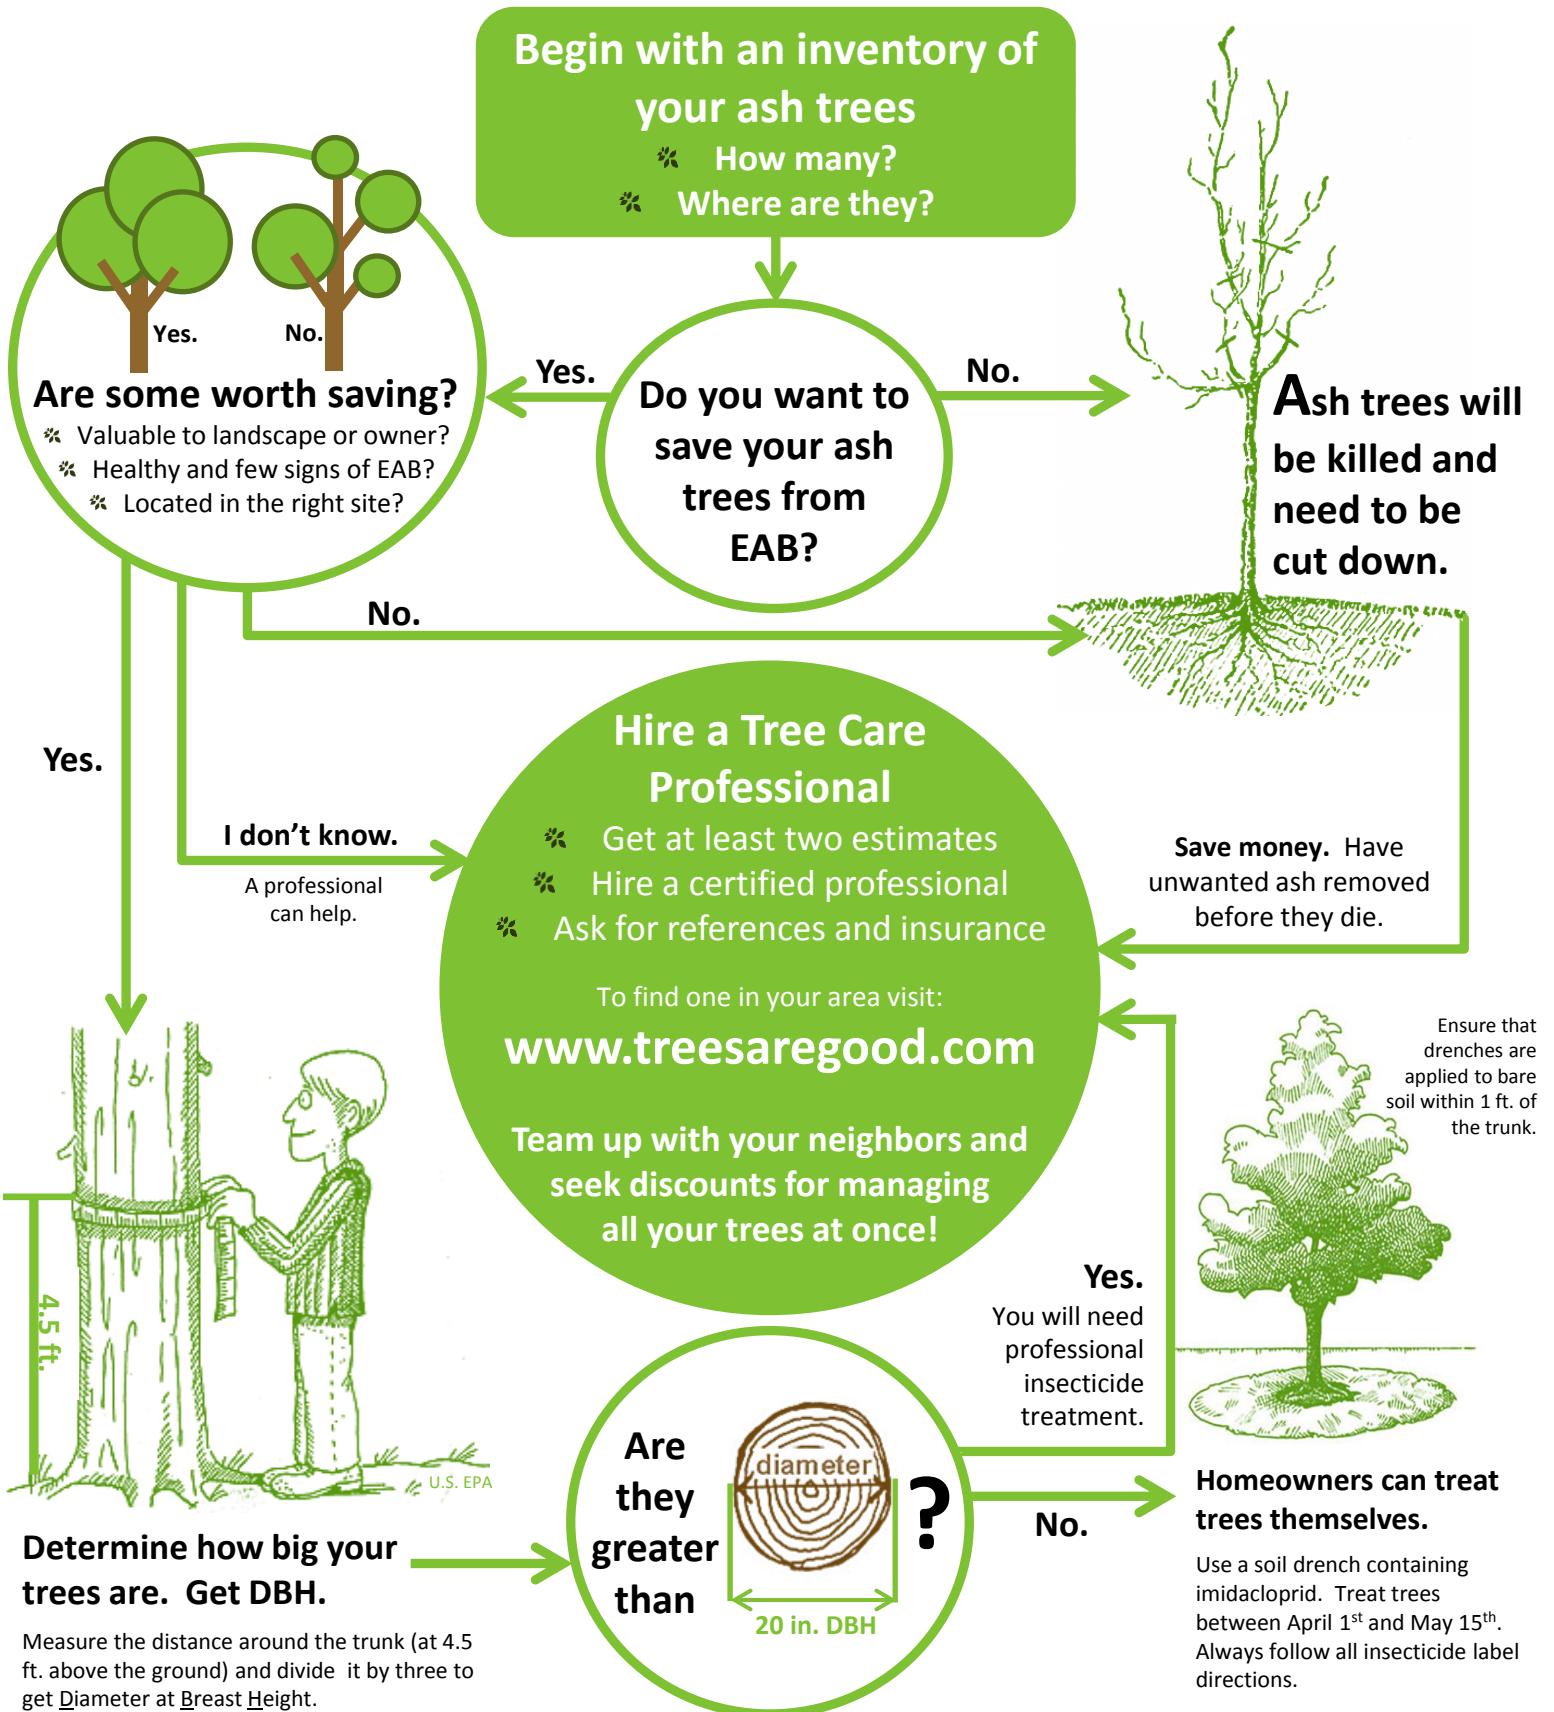 Begin with an inventory of
your ash trees
How many?
Where are they?
Yes.
No.
Are some worth saving?
Valuable to landscape or owner?
Healthy and few signs of EAB?
Located in the right site?
Yes.
Do you want to
save your ash
trees from
EAB?
No.
Ash trees will
be killed and
need to be
cut down.
No.
Yes.
I don’t know.
A professional
can help.
Hire a Tree Care
Professional
Get at least two estimates
Hire a certified professional
Ask for references and insurance
To find one in your area visit:
www.treesaregood.com
Team up with your neighbors and
seek discounts for managing
all your trees at once!
Save money. Have
unwanted ash removed
before they die.
Ensure that
drenches are
applied to bare
soil within 1 ft. of
the trunk.
4.5 ft.
U.S. EPA
Determine how big your
trees are. Get DBH.
Measure the distance around the trunk (at 4.5
ft. above the ground) and divide it by three to
get Diameter at Breast Height.
Are
they
greater
than
diameter
20 in. DBH
?
Yes.
You will need
professional
insecticide
treatment.
No.
Homeowners can treat
trees themselves.
Use a soil drench containing
imidacloprid. Treat trees
between April 1st and May 15th.
Always follow all insecticide label
directions.